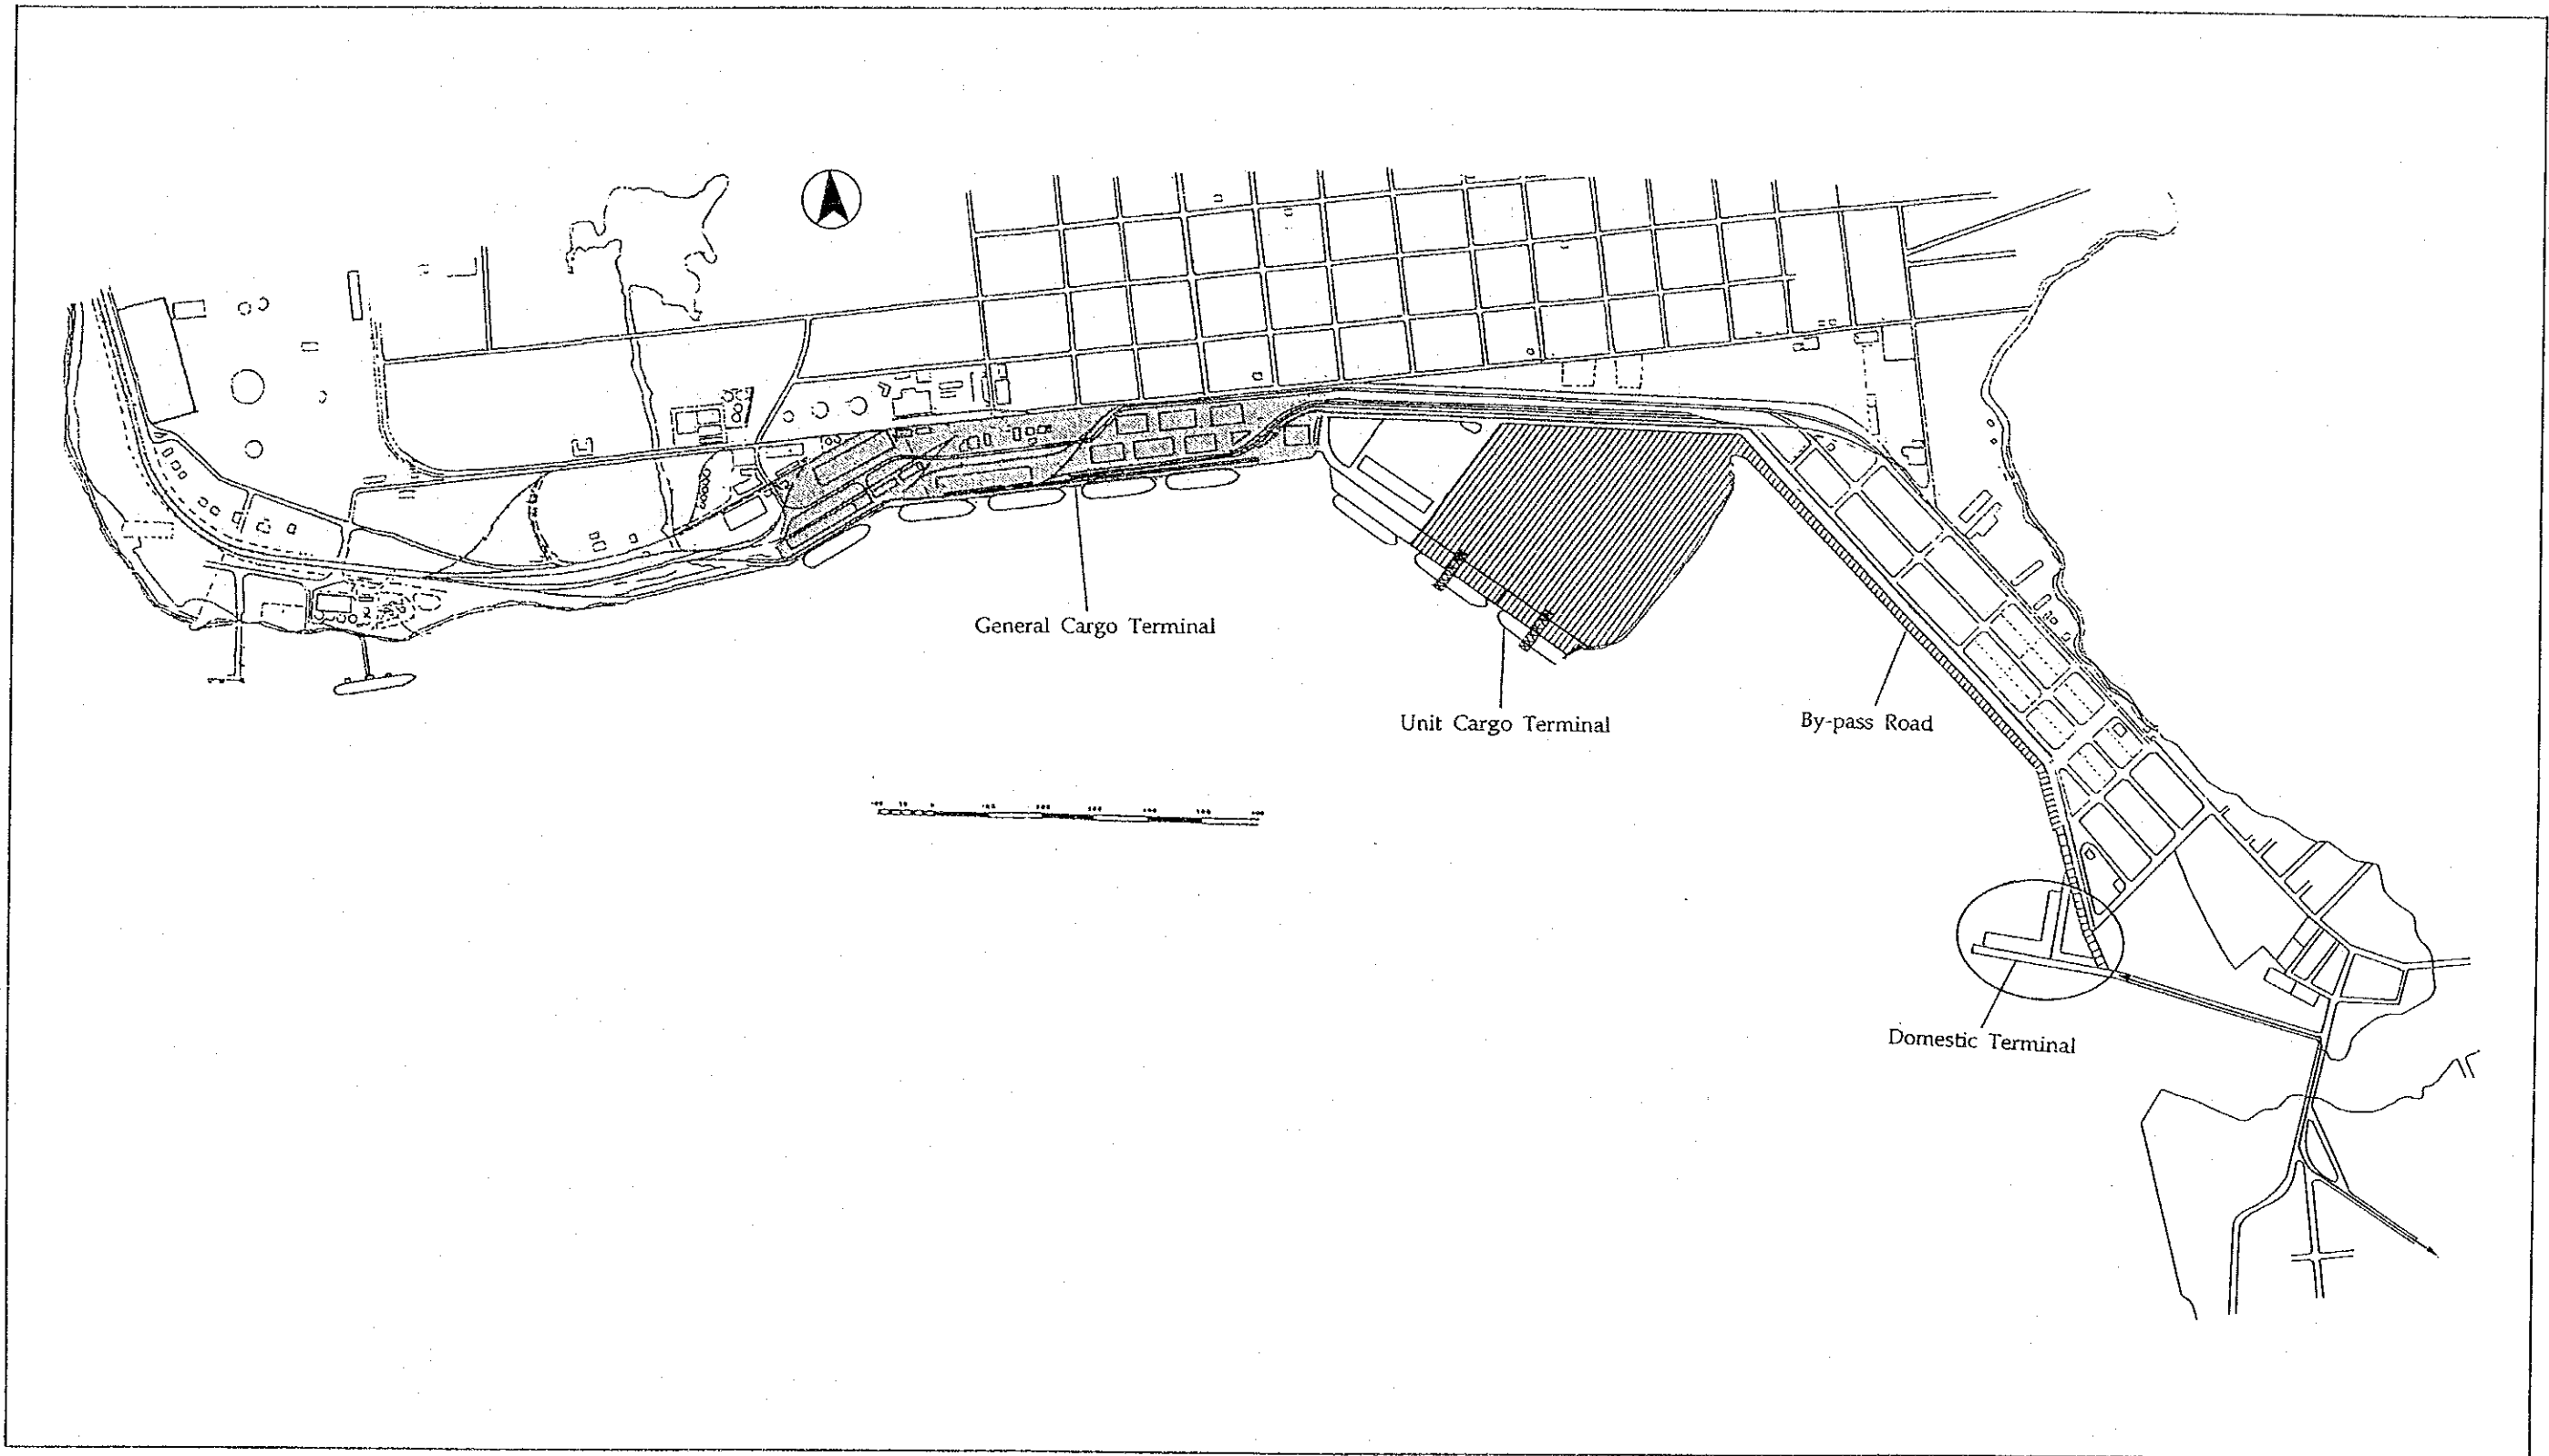 General Cargo Terminal
Unit Cargo Terminal
By-pass Road
Domestic Terminal